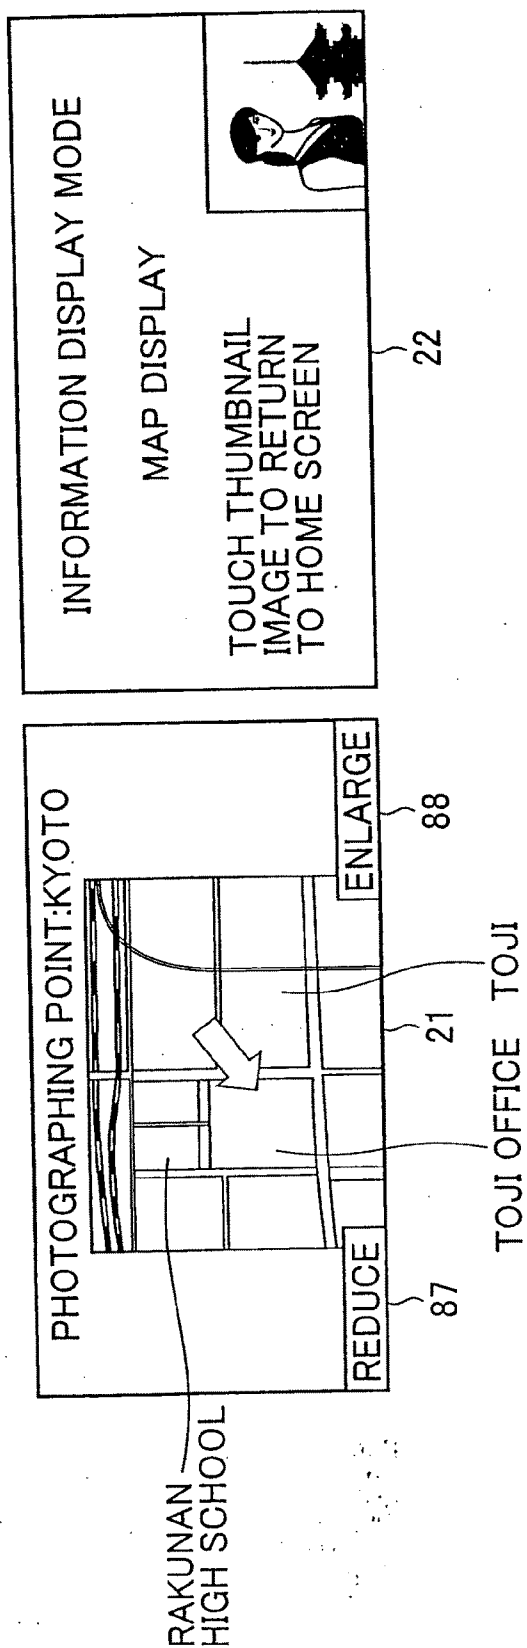 PHOTOGRAPHING POINT:KYOTO
RAKUNAN
HIGH SCHOOL
REDUCE
ENLARGE
87
21
88
TOJI OFFICE
TOJI
INFORMATION DISPLAY MODE
MAP DISPLAY
TOUCH THUMBNAIL
IMAGE TO RETURN
TO HOME SCREEN
22